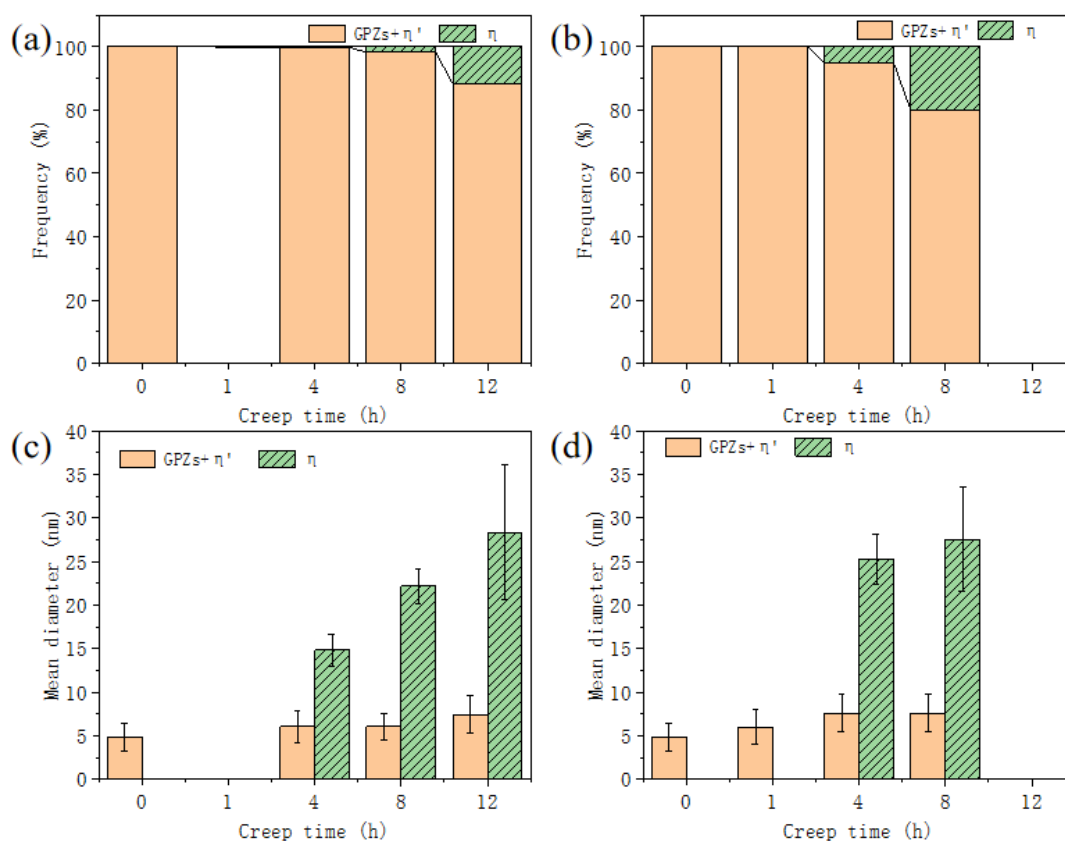 (a)
GPZs+η' η
100
80
60
40
20
0
Frequency (%)
0 1 4 8 12
Creep time (h)
(b)
GPZs+η' η
100
80
60
40
20
0
Frequency (%)
0 1 4 8 12
Creep time (h)
(c)
GPZs+η' η
40
35
30
25
20
15
10
5
0
Mean diameter (nm)
0 1 4 8 12
Creep time (h)
(d)
GPZs+η' η
40
35
30
25
20
15
10
5
0
Mean diameter (nm)
0 1 4 8 12
Creep time (h)